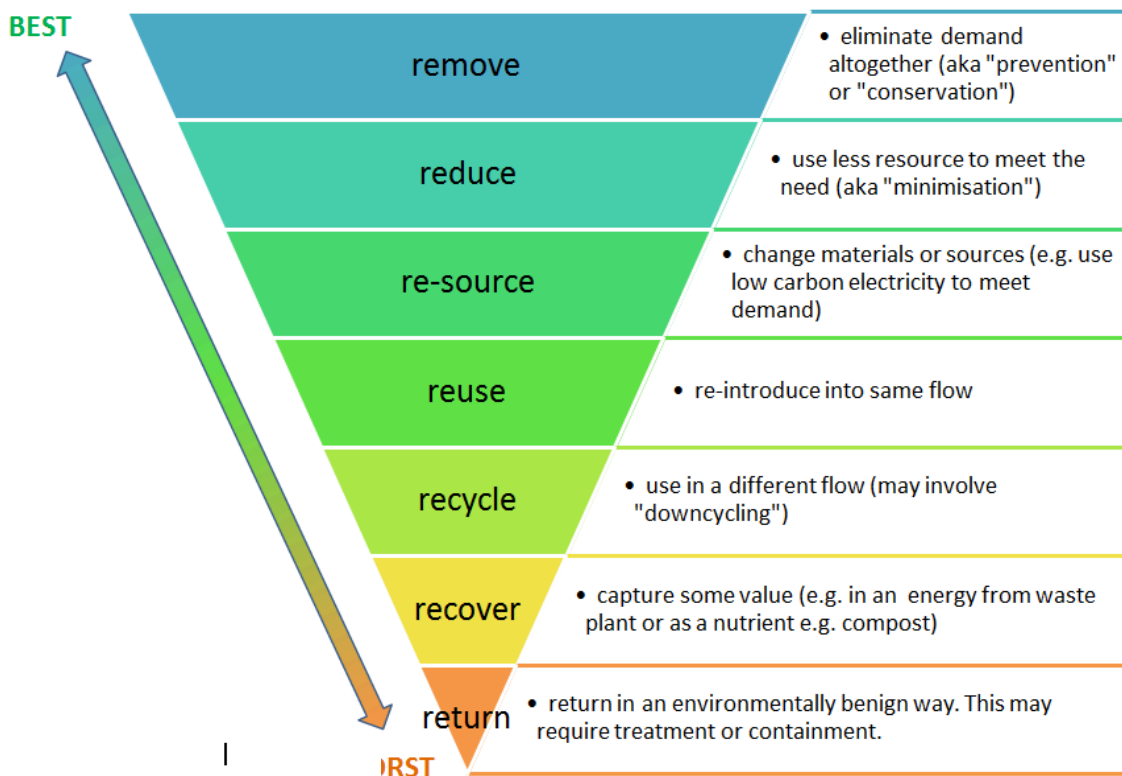 BEST
remove
• eliminate demand
altogether (aka "prevention"
or "conservation")
reduce
• use less resource to meet the
need (aka "minimisation")
re-source
• change materials or sources (e.g. use
low carbon electricity to meet
demand)
reuse
• re-introduce into same flow
recycle
• use in a different flow (may involve
"downcycling")
recover
• capture some value (e.g. in an energy from waste
plant or as a nutrient e.g. compost)
return
• return in an environmentally benign way. This may
require treatment or containment.
ORST